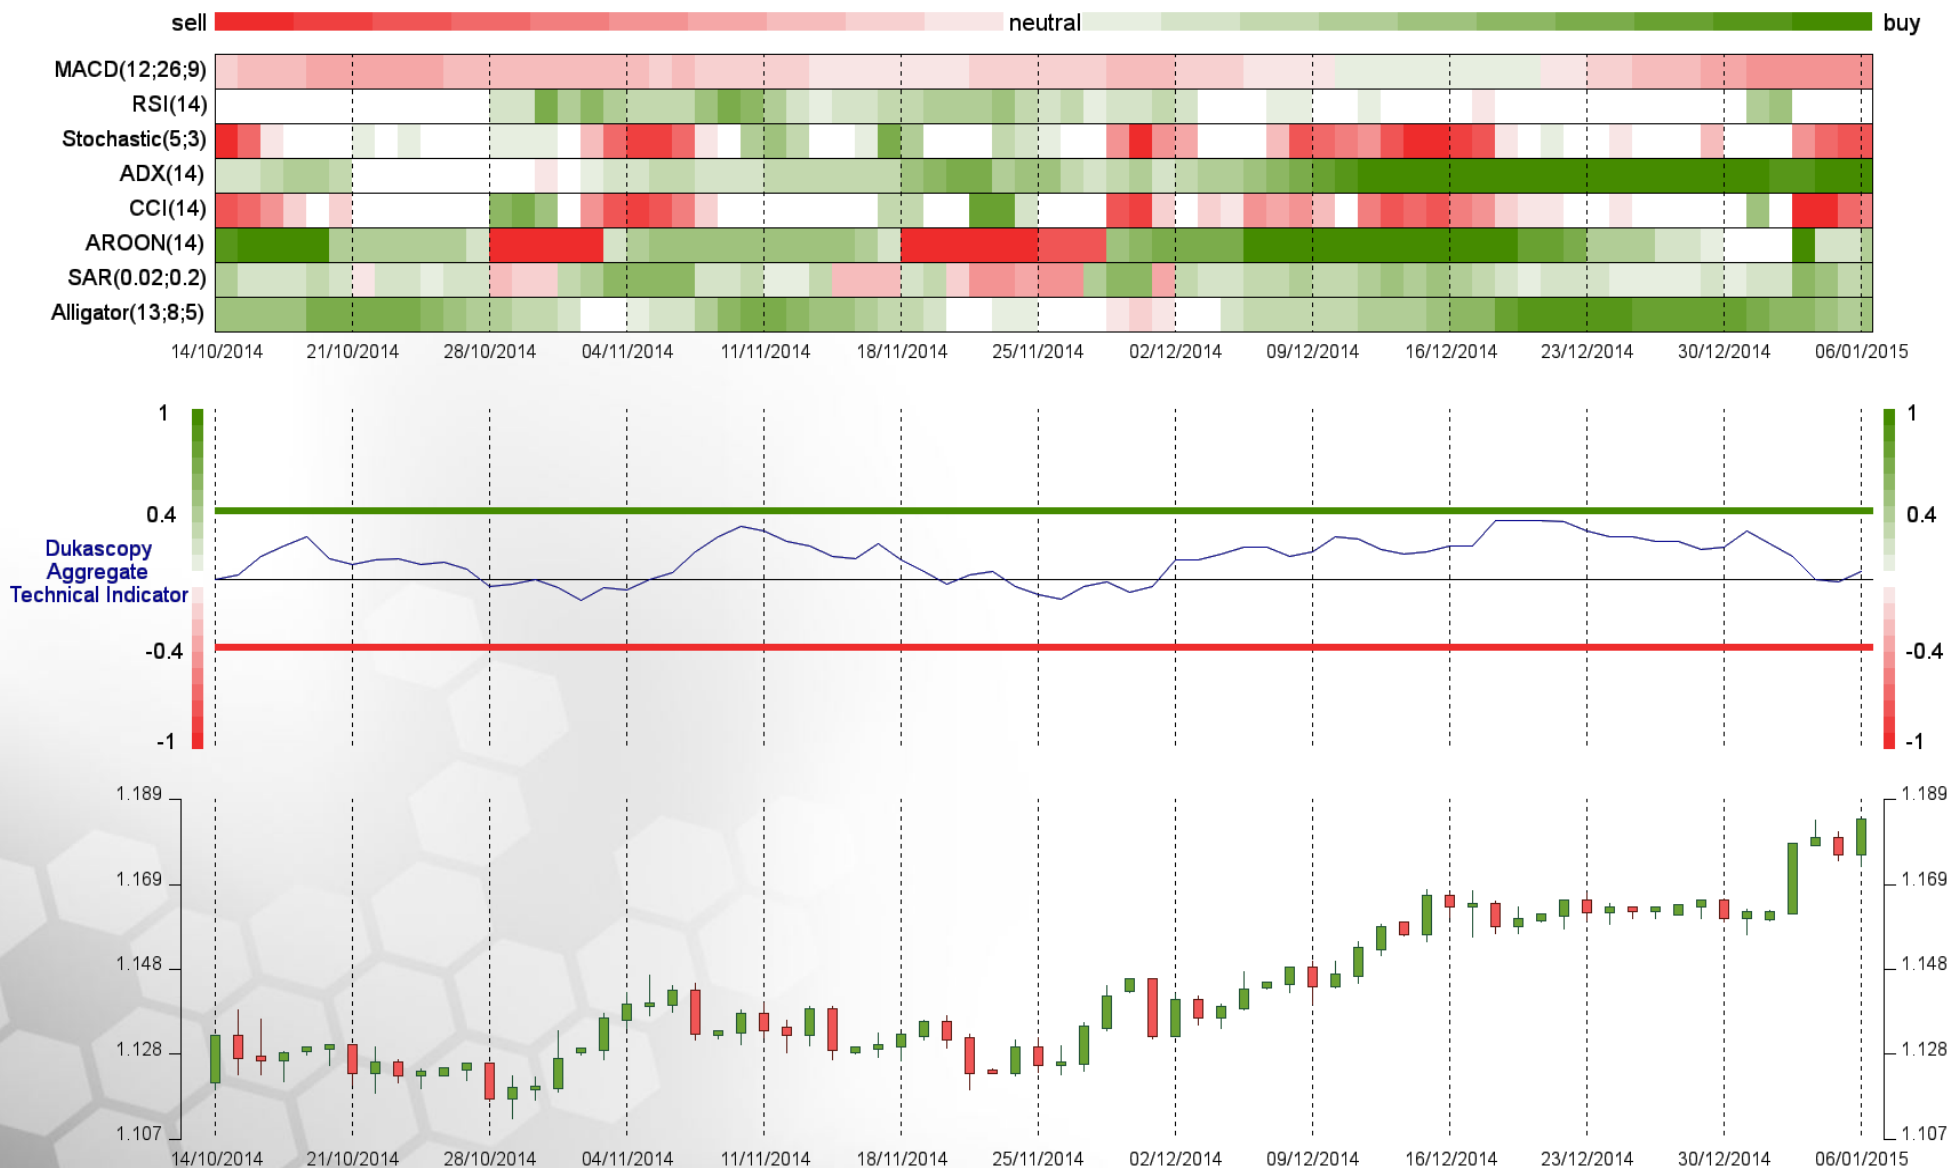 sell neutral buy
MACD(12;26;9)
RSI(14)
Stochastic(5;3)
ADX(14)
CCI(14)
AROON(14)
SAR(0.02;0.2)
Alligator(13;8;5)
14/10/2014 21/10/2014 28/10/2014 04/11/2014 11/11/2014 18/11/2014 25/11/2014 02/12/2014 09/12/2014 16/12/2014 23/12/2014 30/12/2014 06/01/2015
1 1
0.4 0.4
Dukascopy
Aggregate
Technical Indicator
-0.4 -0.4
-1 -1
1.189 1.189
1.169 1.169
1.148 1.148
1.128 1.128
1.107 1.107
14/10/2014 21/10/2014 28/10/2014 04/11/2014 11/11/2014 18/11/2014 25/11/2014 02/12/2014 09/12/2014 16/12/2014 23/12/2014 30/12/2014 06/01/2015